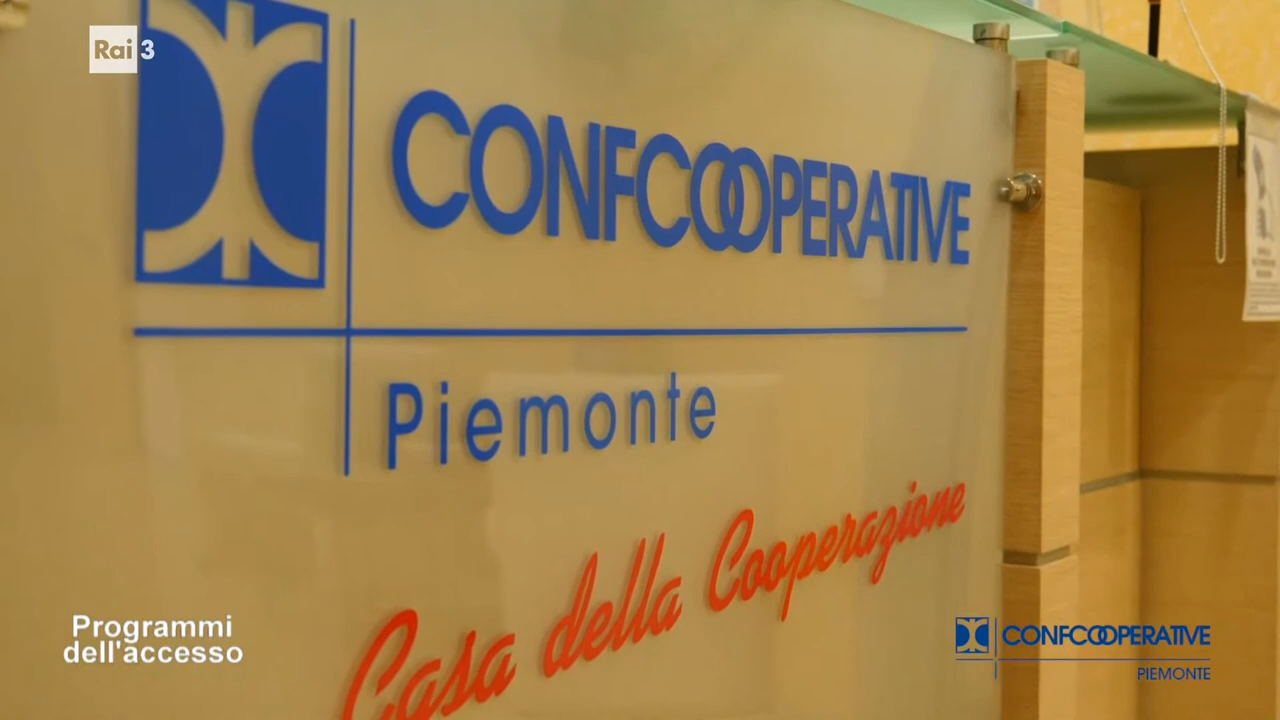 Rai 3
CONFCOOPERATIVE
Piemonte
Casa della Cooperazione
Programmi
dell'accesso
CONFCOOPERATIVE
PIEMONTE